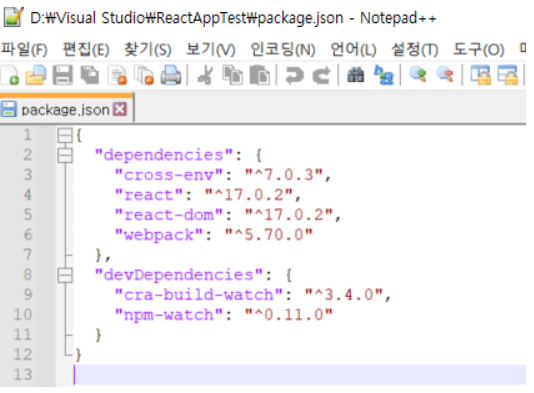 D:₩Visual Studio₩ReactAppTest₩package.json - Notepad++
파일(F) 편집(E) 찾기(S) 보기(V) 인코딩(N) 언어(L) 설정(T) 도구(O)
package.json
1 {
2 "dependencies": {
3 "cross-env": "^7.0.3",
4 "react": "^17.0.2",
5 "react-dom": "^17.0.2",
6 "webpack": "^5.70.0"
7 },
8 "devDependencies": {
9 "cra-build-watch": "^3.4.0",
10 "npm-watch": "^0.11.0"
11 }
12 }
13